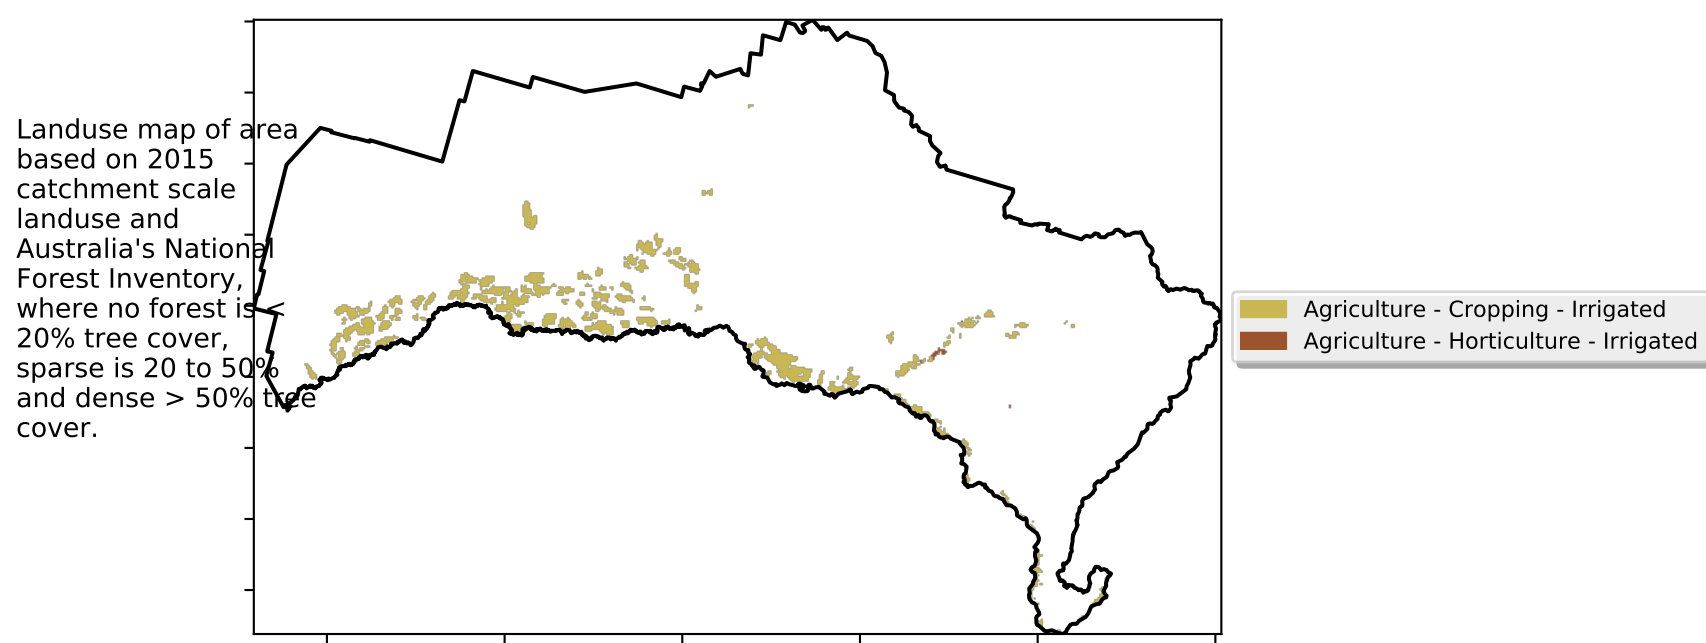 Landuse map of area
based on 2015
catchment scale
landuse and
Australia's National
Forest Inventory,
where no forest is <
20% tree cover,
sparse is 20 to 50%
and dense > 50% tree
cover.
Agriculture - Cropping - Irrigated
Agriculture - Horticulture - Irrigated